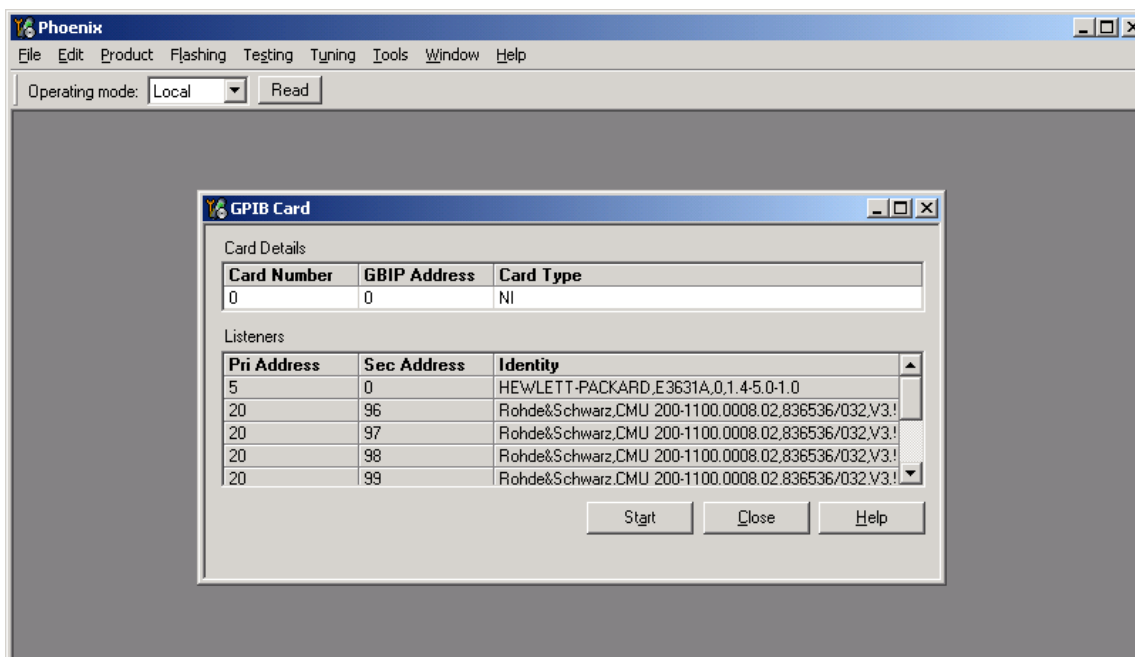 Phoenix
File Edit Product Flashing Testing Tuning Tools Window Help
Operating mode: Local Read
GPIB Card
Card Details
Card Number GBIP Address Card Type
0 0 NI
Listeners
Pri Address Sec Address Identity
5 0 HEWLETT-PACKARD,E3631A,0,1.4-5.0-1.0
20 96 Rohde&Schwarz,CMU 200-1100.0008.02,836536/032,V3.!
20 97 Rohde&Schwarz,CMU 200-1100.0008.02,836536/032,V3.!
20 98 Rohde&Schwarz,CMU 200-1100.0008.02,836536/032,V3.!
20 99 Rohde&Schwarz,CMU 200-1100.0008.02,836536/032,V3.!
Start Close Help